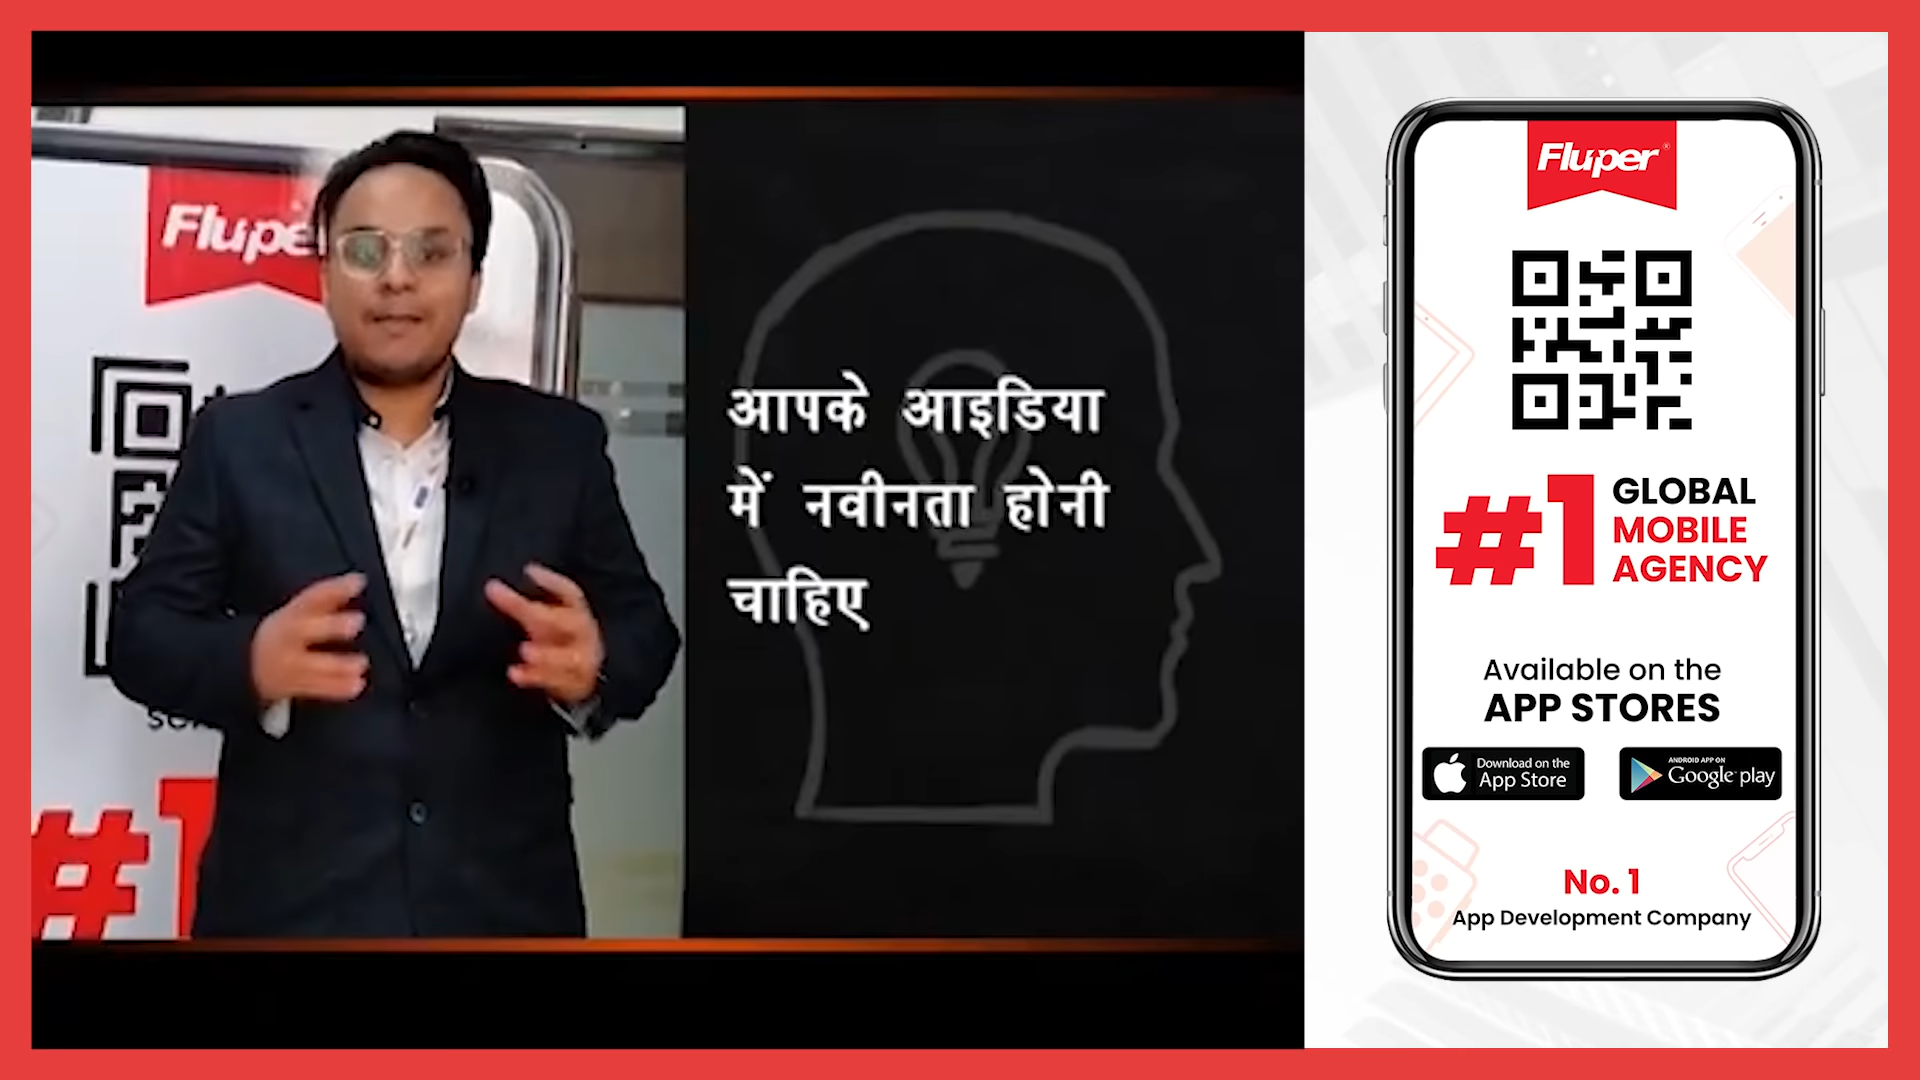 Fluper
आपके आइडिया
में नवीनता होनी
चाहिए
#1
Fluper
#1 GLOBAL
MOBILE
AGENCY
Available on the
APP STORES
Download on the
App Store
ANDROID APP ON
Google play
No. 1
App Development Company